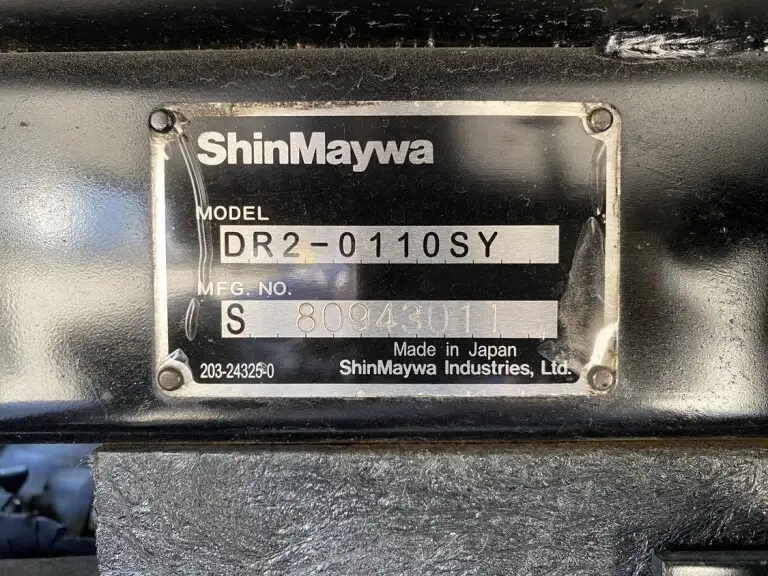 ShinMaywa
MODEL
DR2-0110SY
MFG. NO.
S 80943011
Made in Japan
203-24325-0 ShinMaywa Industries, Ltd.